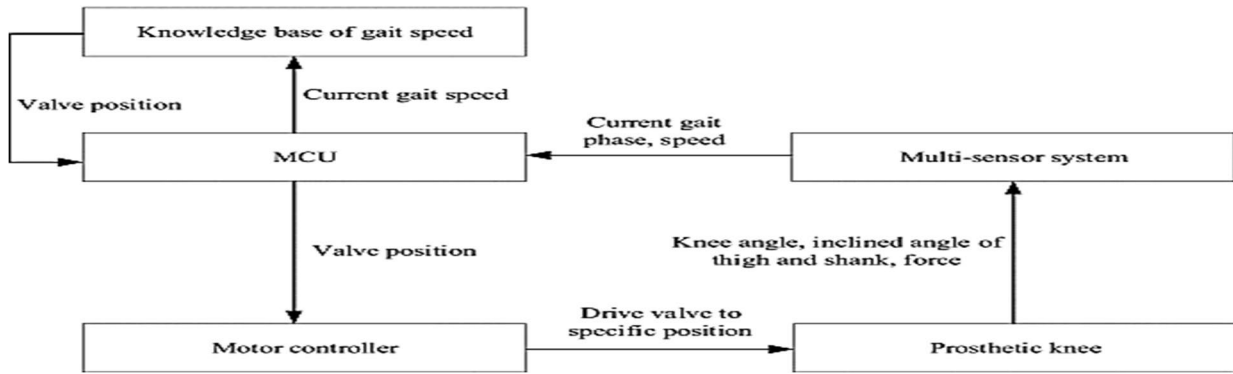 Knowledge base of gait speed
Valve position
Current gait speed
Current gait
phase, speed
MCU
Multi-sensor system
Valve position
Knee angle, inclined angle of
thigh and shank, force
Drive valve to
specific position
Motor controller
Prosthetic knee